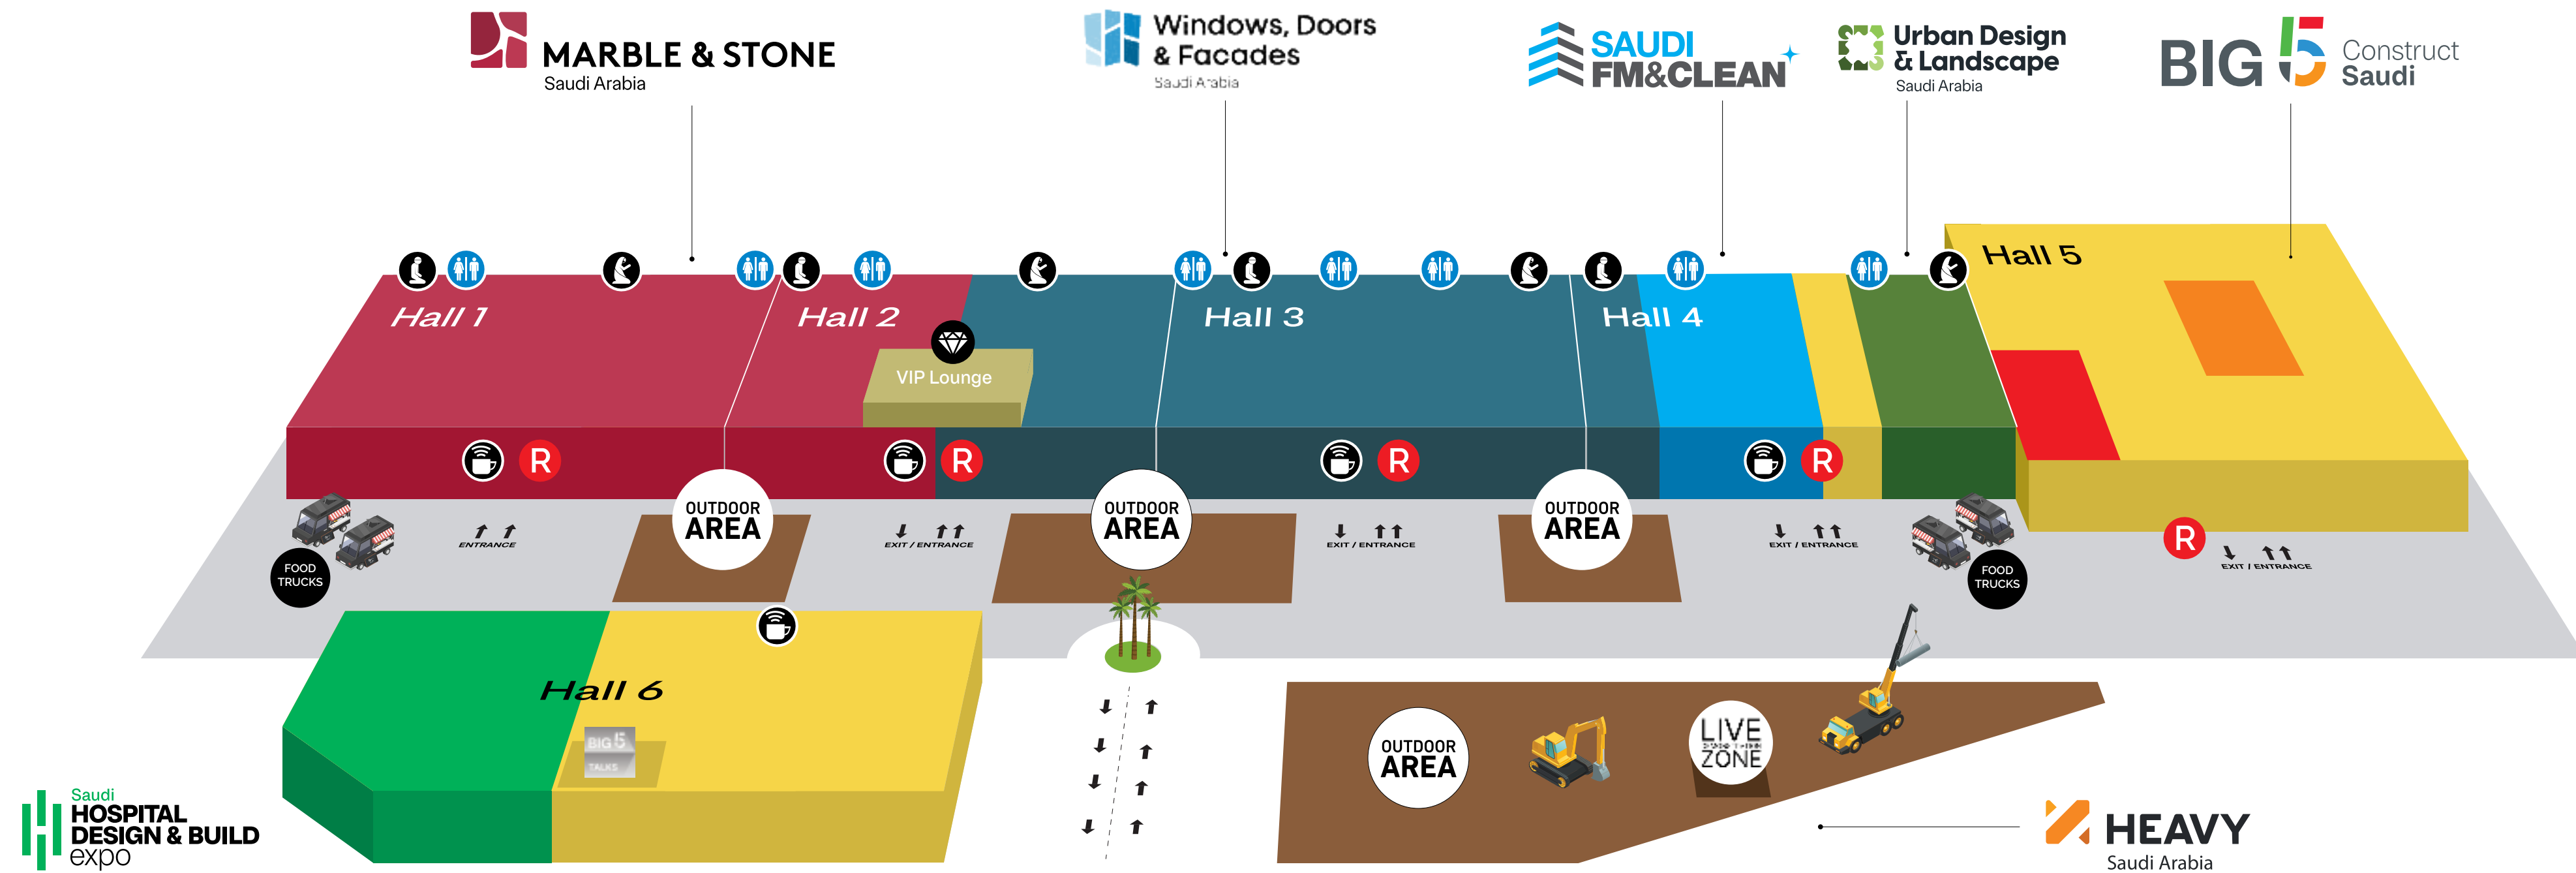 MARBLE & STONE
Saudi Arabia
Windows, Doors
& Facades
Saudi Arabia
SAUDI
FM&CLEAN
Urban Design
& Landscape
Saudi Arabia
BIG 5
Construct
Saudi
Hall 1
Hall 2
Hall 3
Hall 4
Hall 5
VIP Lounge
R
R
R
R
OUTDOOR
AREA
OUTDOOR
AREA
OUTDOOR
AREA
ENTRANCE
EXIT / ENTRANCE
EXIT / ENTRANCE
EXIT / ENTRANCE
R
EXIT / ENTRANCE
FOOD
TRUCKS
FOOD
TRUCKS
Hall 6
BIG 5
TALKS
OUTDOOR
AREA
LIVE
ZONE
Saudi
HOSPITAL
DESIGN & BUILD
expo
HEAVY
Saudi Arabia